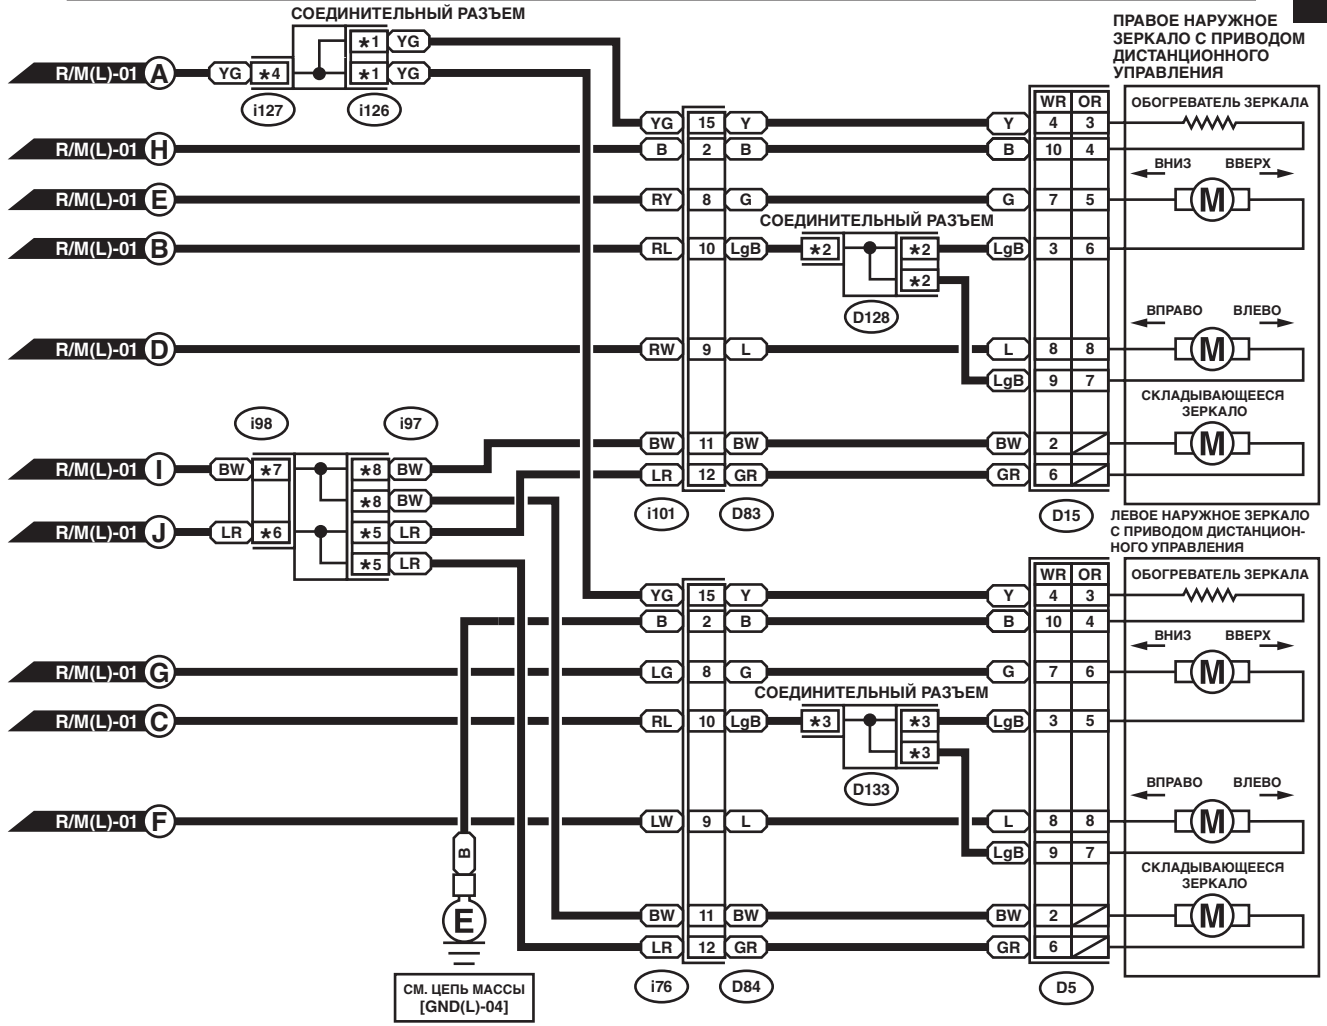 СОЕДИНИТЕЛЬНЫЙ РАЗЪЕМ
ПРАВОЕ НАРУЖНОЕ
ЗЕРКАЛО С ПРИВОДОМ
ДИСТАНЦИОННОГО
УПРАВЛЕНИЯ
*1 YG
R/M(L)-01 A YG *4 *1 YG
i127 i126
WR OR ОБОГРЕВАТЕЛЬ ЗЕРКАЛА
YG 15 Y Y 4 3
R/M(L)-01 H B 2 B B 10 4
ВНИЗ ВВЕРХ
R/M(L)-01 E RY 8 G G 7 5 M
СОЕДИНИТЕЛЬНЫЙ РАЗЪЕМ
R/M(L)-01 B RL 10 LgB *2 *2 LgB 3 6
*2
D128
ВПРАВО ВЛЕВО
R/M(L)-01 D RW 9 L L 8 8 M
LgB 9 7
СКЛАДЫВАЮЩЕЕСЯ
ЗЕРКАЛО
i98 i97
BW 11 BW BW 2 M
R/M(L)-01 I BW *7 *8 BW
LR 12 GR GR 6
*8 BW
i101 D83 D15
R/M(L)-01 J LR *6 *5 LR
*5 LR
ЛЕВОЕ НАРУЖНОЕ ЗЕРКАЛО
С ПРИВОДОМ ДИСТАНЦИОН-
НОГО УПРАВЛЕНИЯ
WR OR ОБОГРЕВАТЕЛЬ ЗЕРКАЛА
YG 15 Y Y 4 3
B 2 B B 10 4
ВНИЗ ВВЕРХ
R/M(L)-01 G LG 8 G G 7 6 M
СОЕДИНИТЕЛЬНЫЙ РАЗЪЕМ
R/M(L)-01 C RL 10 LgB *3 *3 LgB 3 5
*3
D133
ВПРАВО ВЛЕВО
R/M(L)-01 F LW 9 L L 8 8 M
B LgB 9 7
СКЛАДЫВАЮЩЕЕСЯ
ЗЕРКАЛО
E BW 11 BW BW 2 M
LR 12 GR GR 6
i76 D84 D5
СМ. ЦЕПЬ МАССЫ
[GND(L)-04]